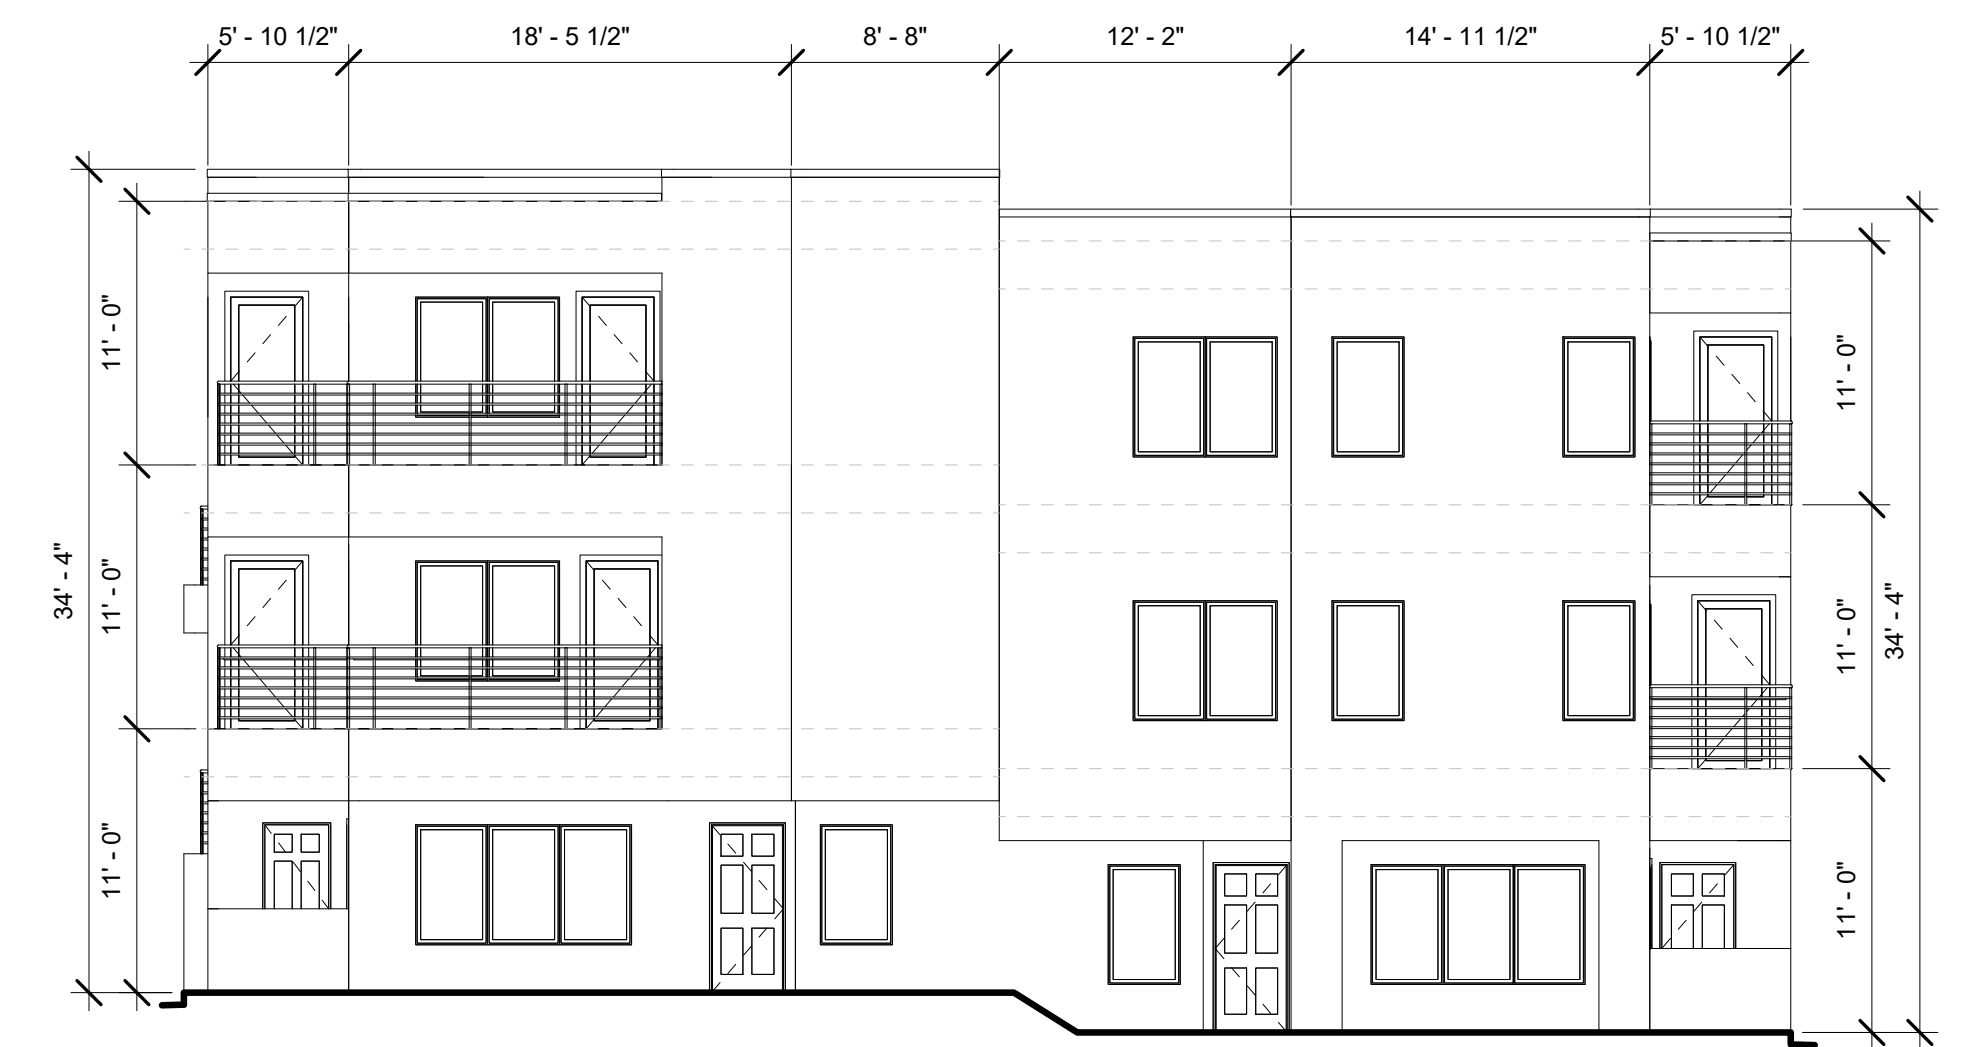 5' - 10 1/2" 18' - 5 1/2" 8' - 8" 12' - 2" 14' - 11 1/2" 5' - 10 1/2"
34' - 4"
11' - 0"
11' - 0"
11' - 0"
11' - 0"
11' - 0"
11' - 0"
34' - 4"